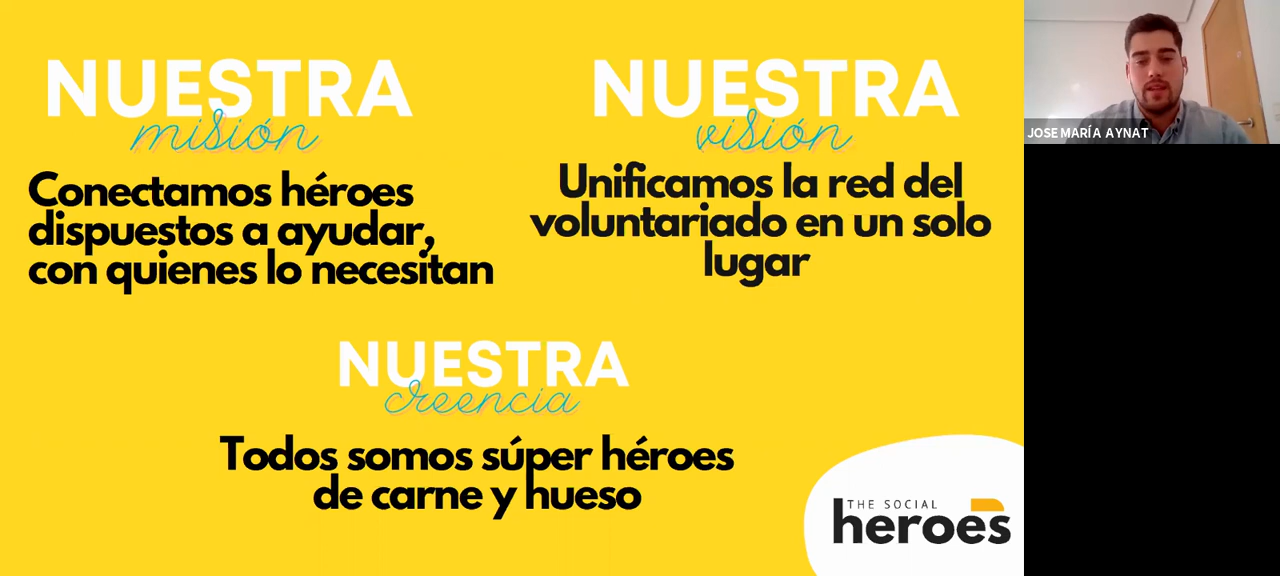 NUESTRA
misión
Conectamos héroes
dispuestos a ayudar,
con quienes lo necesitan
NUESTRA
visión
Unificamos la red del
voluntariado en un solo
lugar
NUESTRA
creencia
Todos somos súper héroes
de carne y hueso
THE SOCIAL
heroes
JOSE MARÍA AYNAT